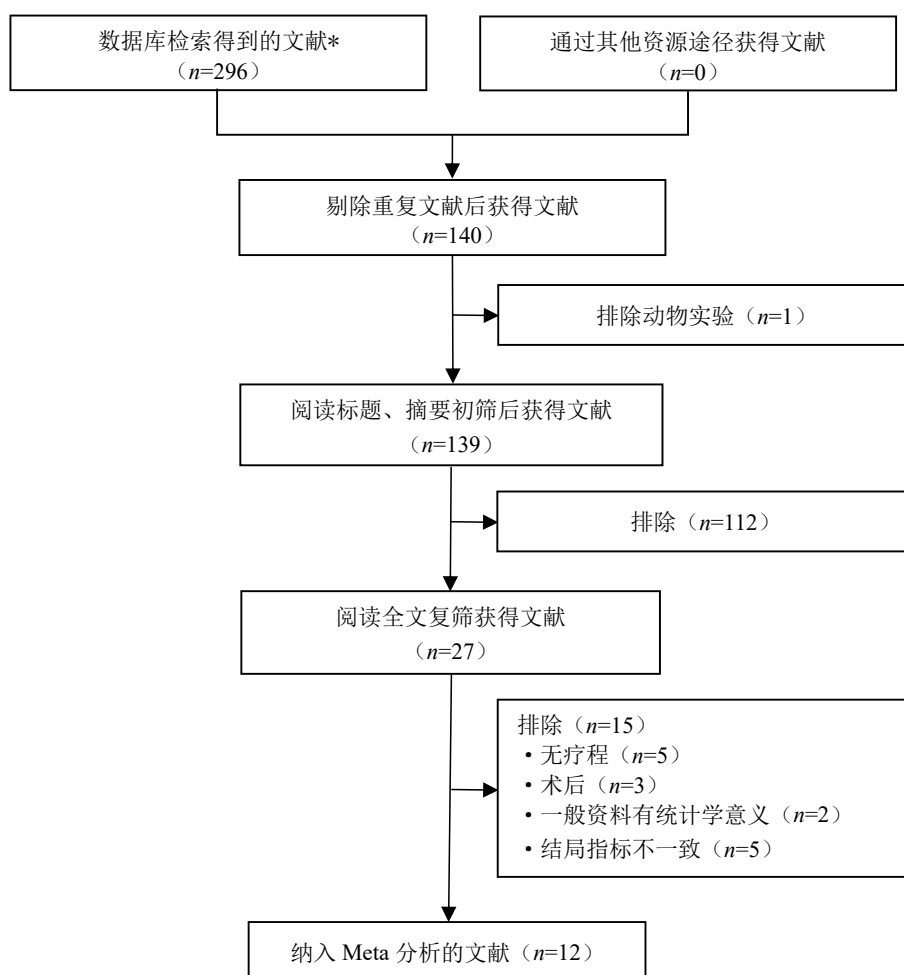 数据库检索得到的文献*
（n=296）
通过其他资源途径获得文献
（n=0）
剔除重复文献后获得文献
（n=140）
排除动物实验（n=1）
阅读标题、摘要初筛后获得文献
（n=139）
排除（n=112）
阅读全文复筛获得文献
（n=27）
排除（n=15）
·无疗程（n=5）
·术后（n=3）
·一般资料有统计学意义（n=2）
·结局指标不一致（n=5）
纳入 Meta 分析的文献（n=12）